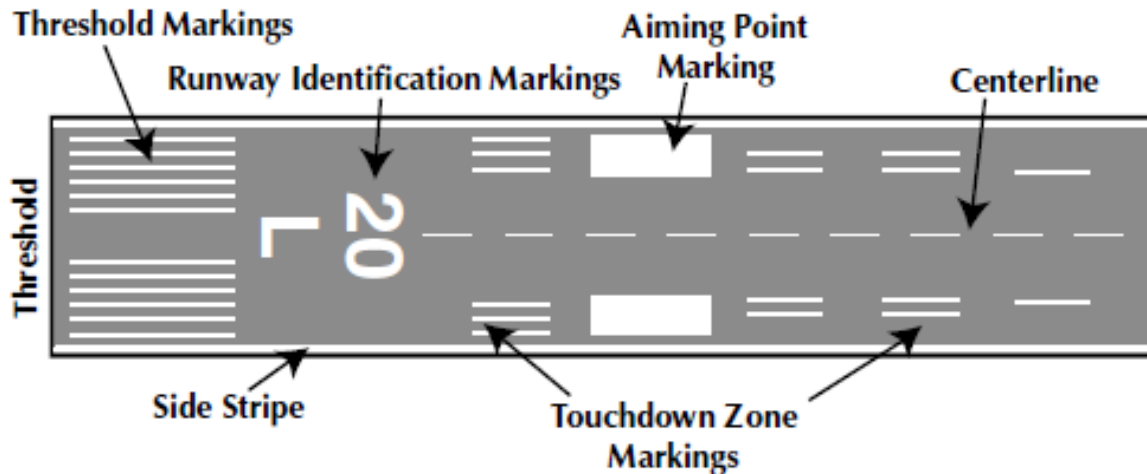 Threshold Markings
Runway Identification Markings
Aiming Point
Marking
Centerline
Threshold
20
L
Side Stripe
Touchdown Zone
Markings